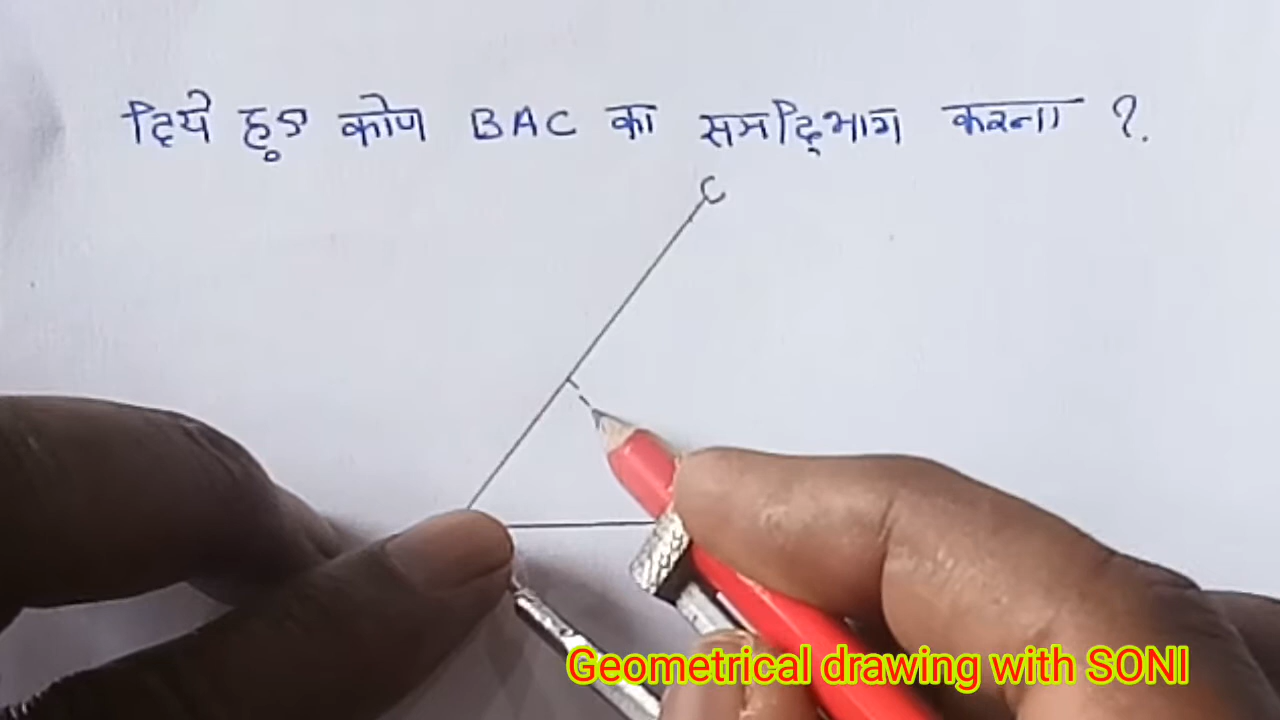 दिये हुए कोण BAC का समद्विभाग करना ?.
C
Geometrical drawing with SONI